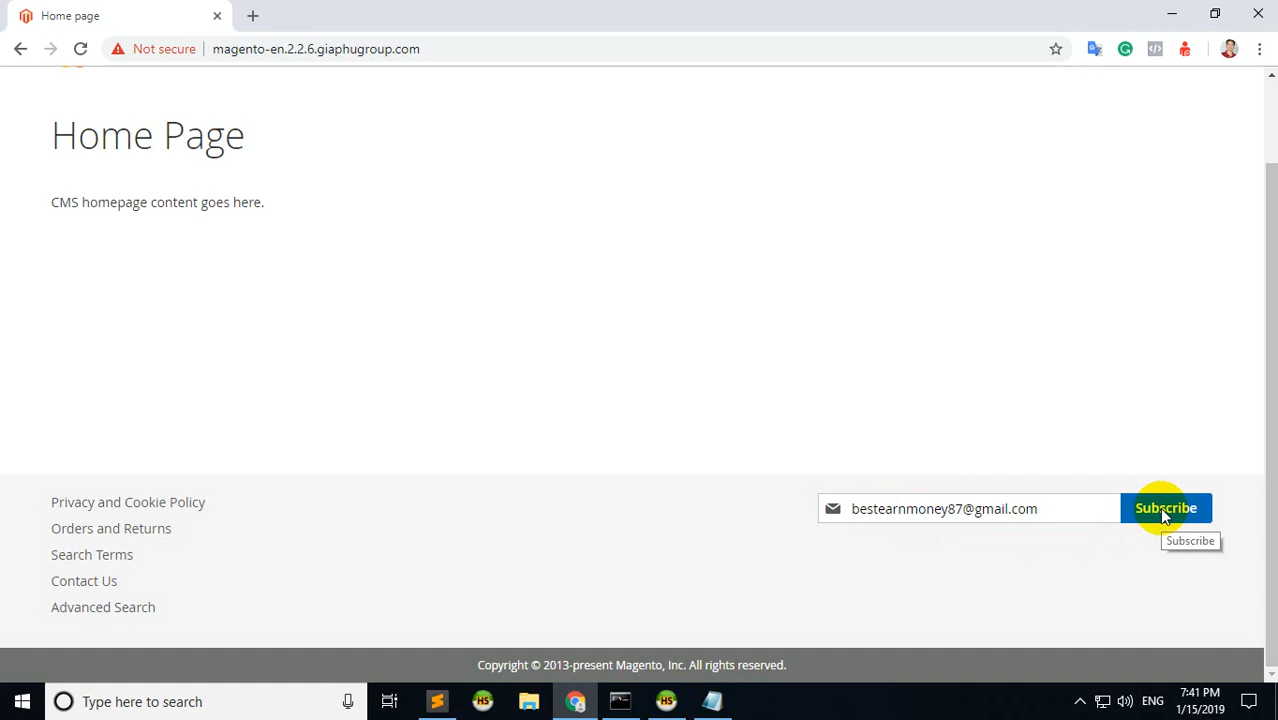 Home page
Not secure
magento-en.2.2.6.giaphugroup.com
Home Page
CMS homepage content goes here.
Privacy and Cookie Policy
Orders and Returns
Search Terms
Contact Us
Advanced Search
bestearnmoney87@gmail.com
Subscribe
Subscribe
Copyright © 2013-present Magento, Inc. All rights reserved.
Type here to search
S
HS
HS
ENG
7:41 PM
1/15/2019